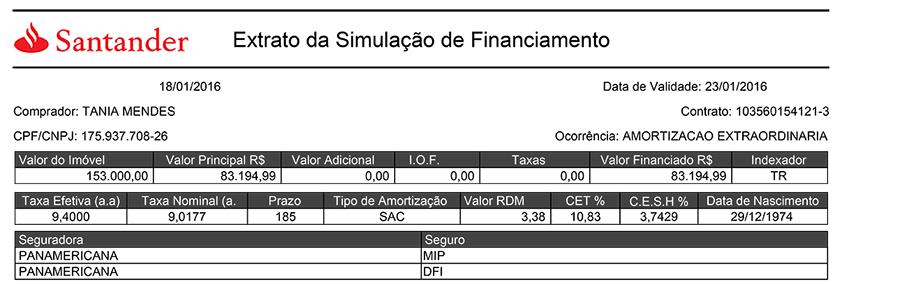 Santander Extrato da Simulação de Financiamento
18/01/2016 Data de Validade: 23/01/2016
Comprador: TANIA MENDES Contrato: 103560154121-3
CPF/CNPJ: 175.937.708-26 Ocorrência: AMORTIZACAO EXTRAORDINARIA
Valor do Imóvel Valor Principal R$ Valor Adicional I.O.F. Taxas Valor Financiado R$ Indexador
153.000,00 83.194,99 0,00 0,00 0,00 83.194,99 TR
Taxa Efetiva (a.a) Taxa Nominal (a. Prazo Tipo de Amortização Valor RDM CET % C.E.S.H % Data de Nascimento
9,4000 9,0177 185 SAC 3,38 10,83 3,7429 29/12/1974
Seguradora Seguro
PANAMERICANA MIP
PANAMERICANA DFI